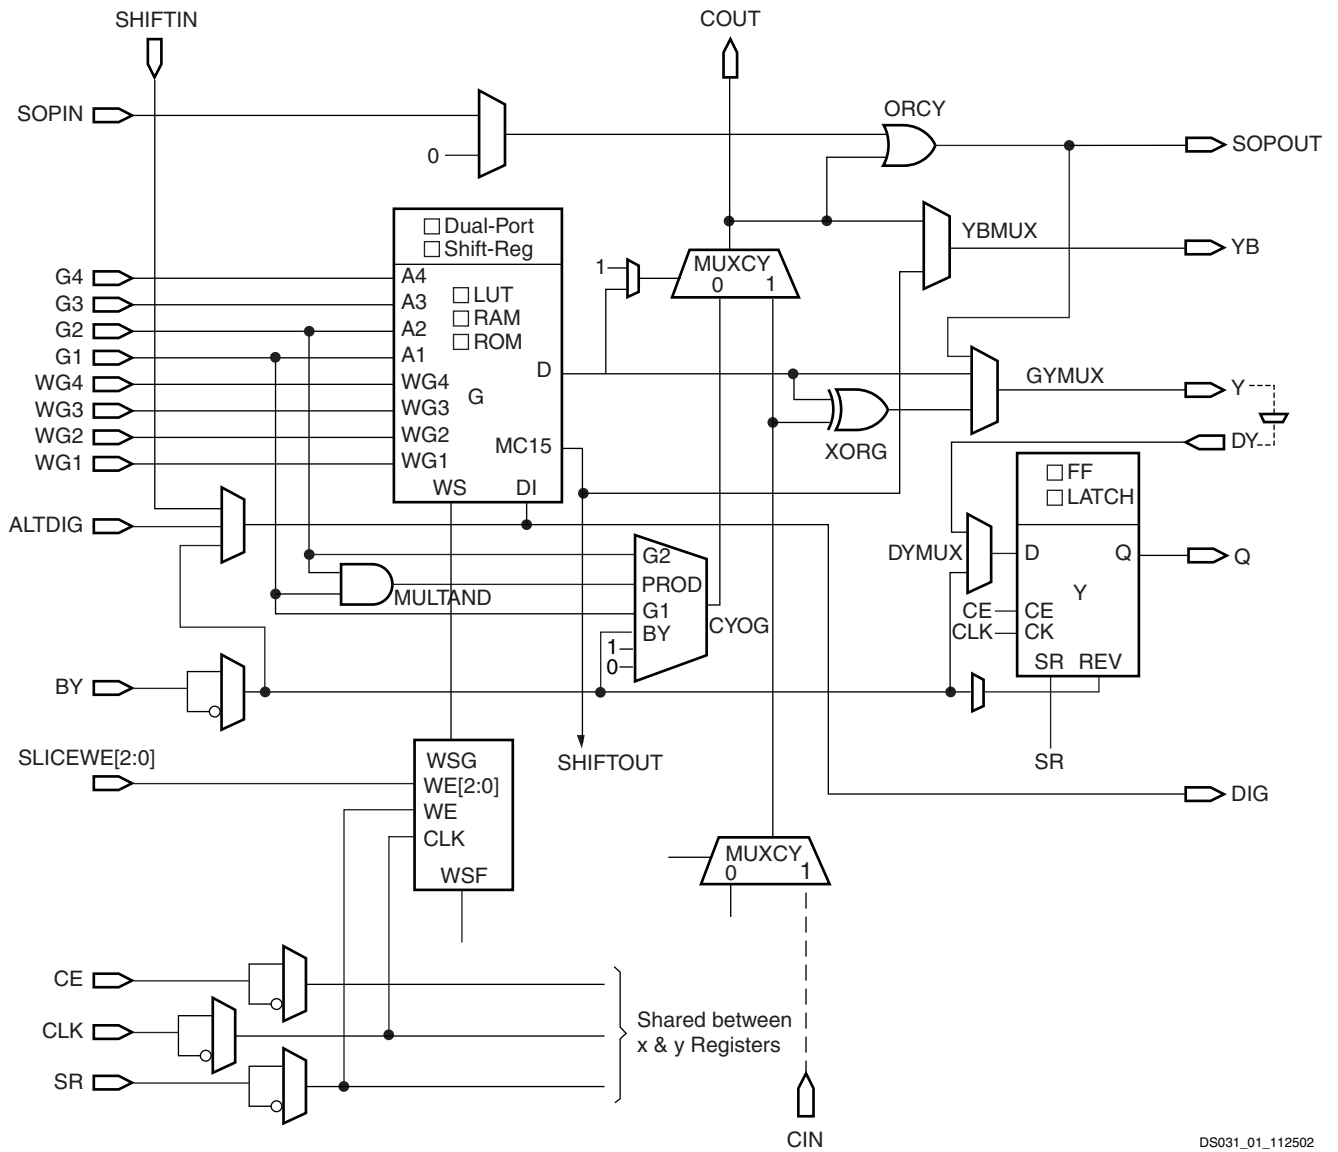 SHIFTIN
COUT
SOPIN
0
ORCY
SOPOUT
Dual-Port
Shift-Reg
YBMUX
YB
G4
G3
G2
G1
WG4
WG3
WG2
WG1
A4
A3
A2
A1
WG4
WG3
WG2
WG1
LUT
RAM
ROM
G
D
MC15
WS
DI
1
MUXCY
0 1
GYMUX
Y
XORG
DY
FF
LATCH
ALTDIG
MULTAND
G2
PROD
G1
BY
1
0
CYOG
DYMUX
D
Q
Q
Y
CE
CE
CLK
CK
SR REV
BY
SHIFTOUT
SR
SLICEWE[2:0]
WSG
WE[2:0]
WE
CLK
WSF
DIG
MUXCY
0 1
CE
CLK
SR
Shared between
x & y Registers
CIN
DS031_01_112502